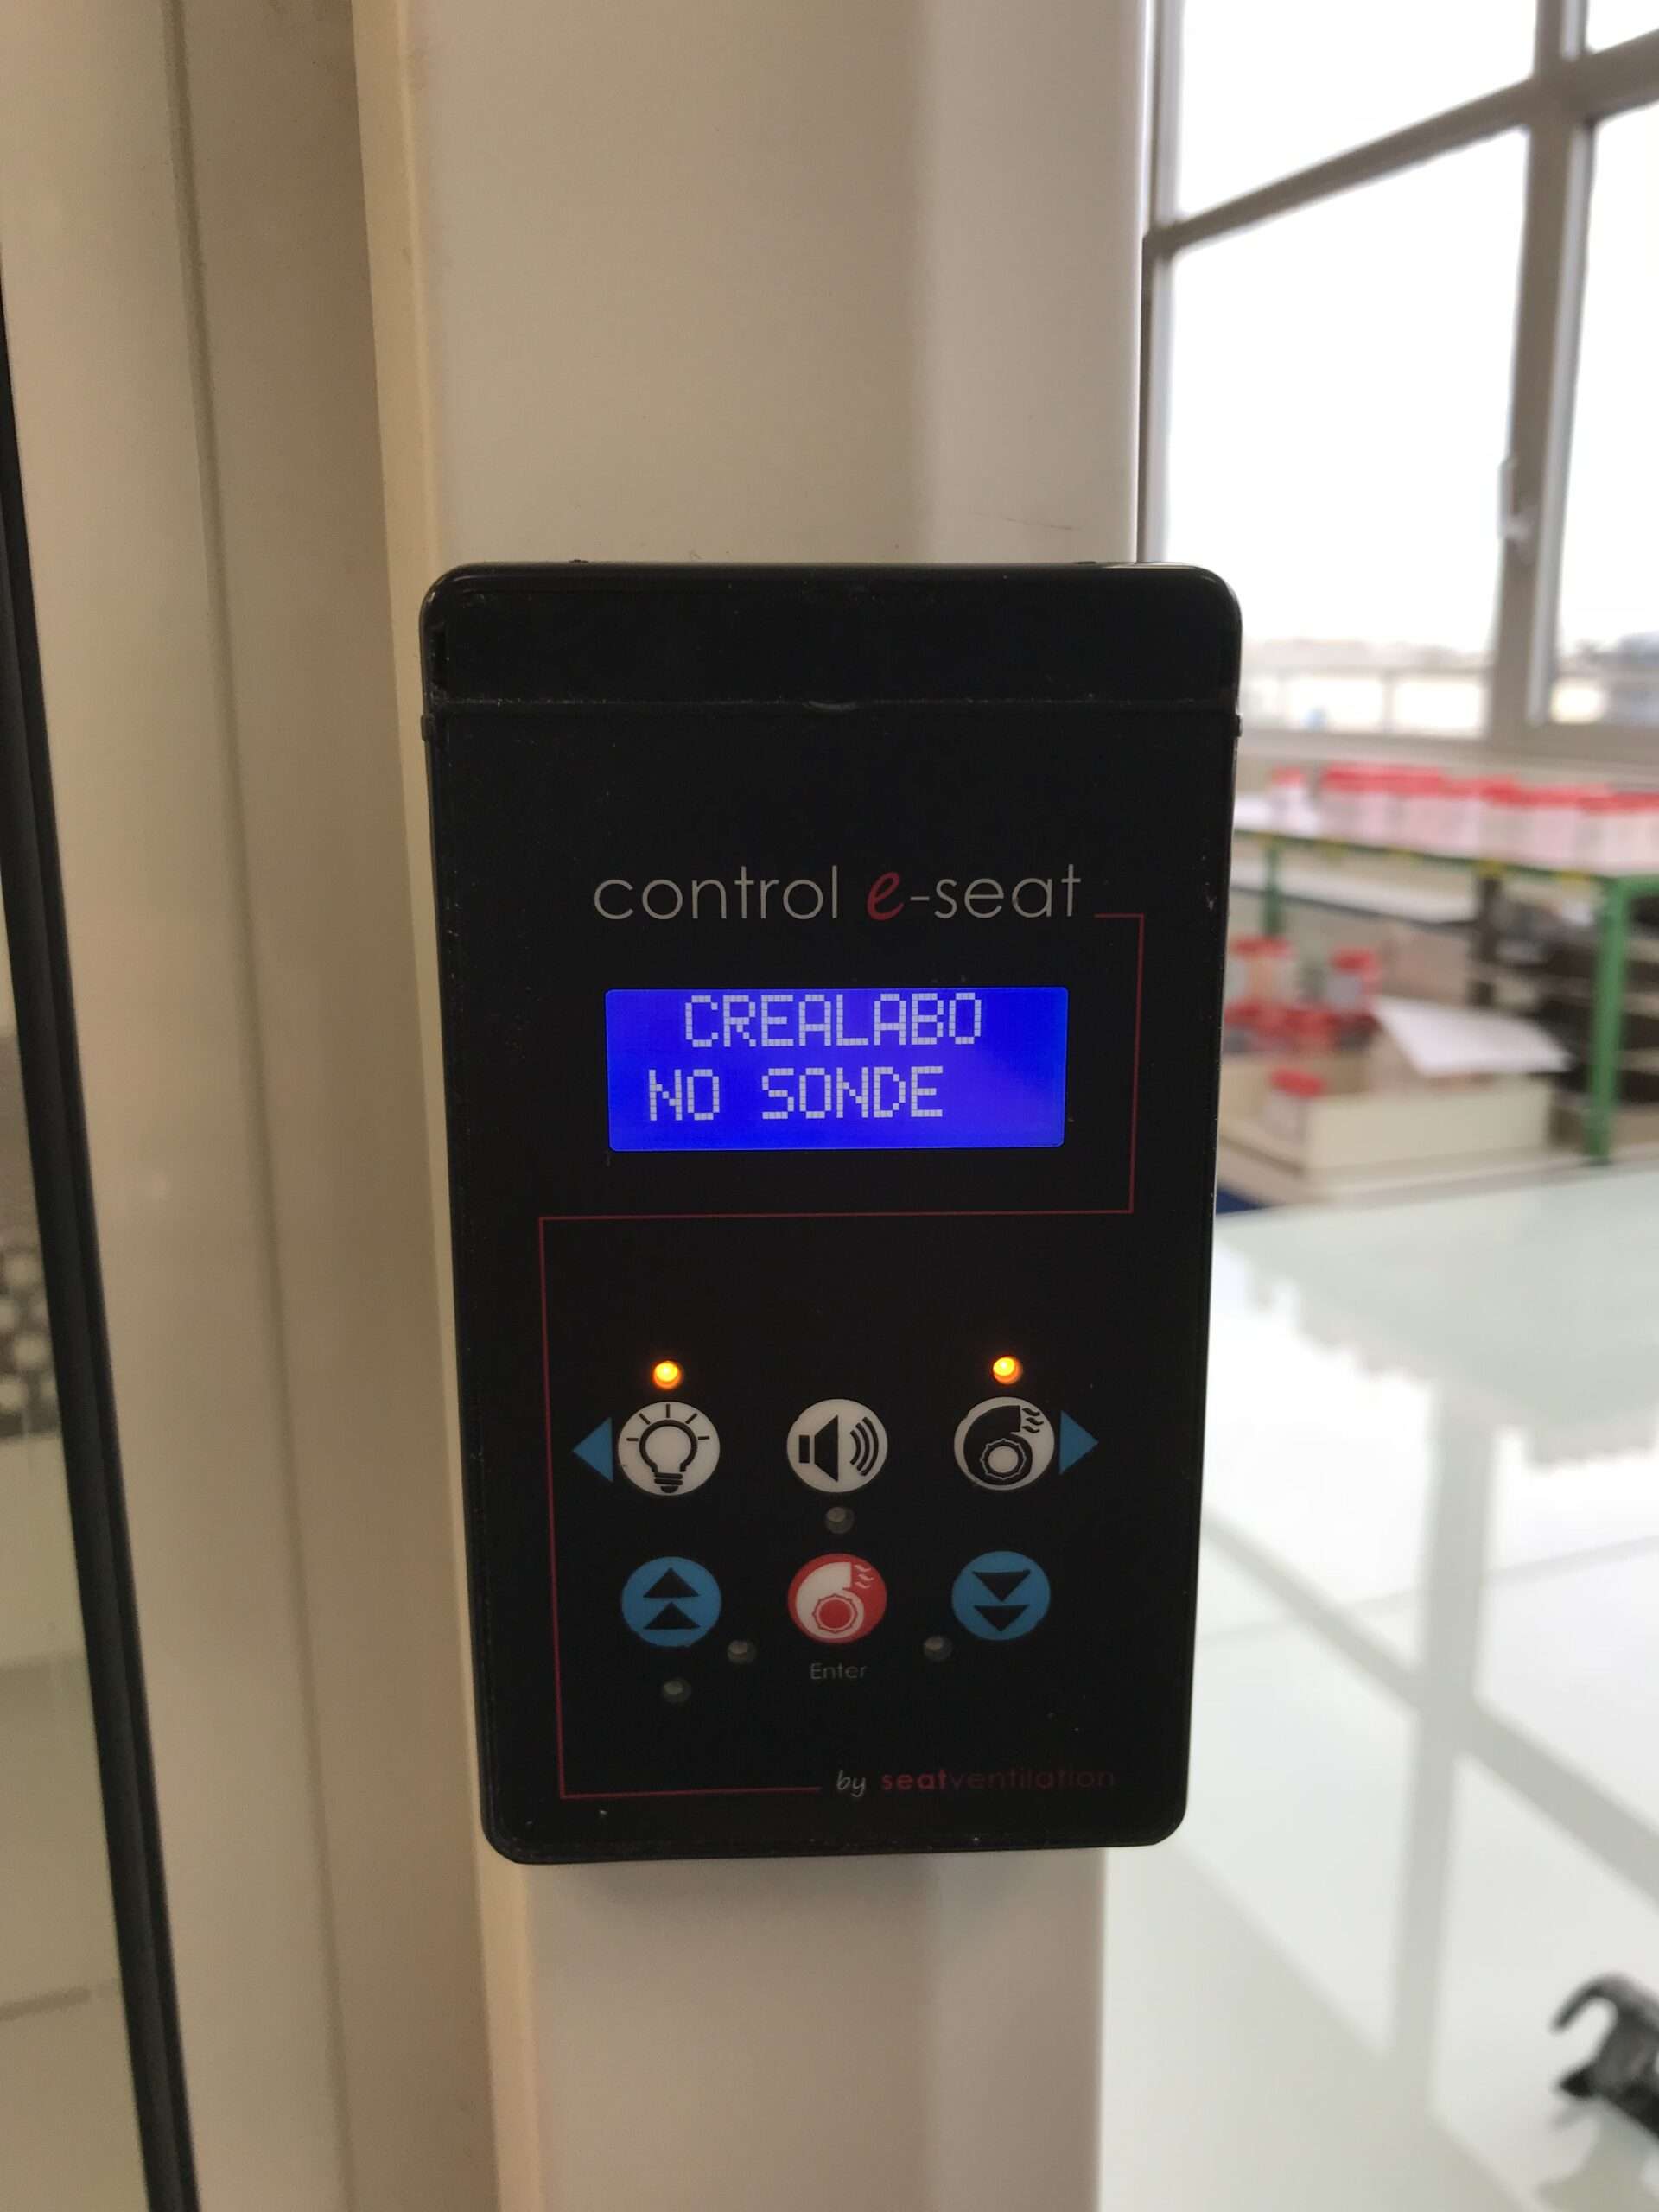 control e-seat
CREALABO
NO SONDE
Enter
by seatventilation